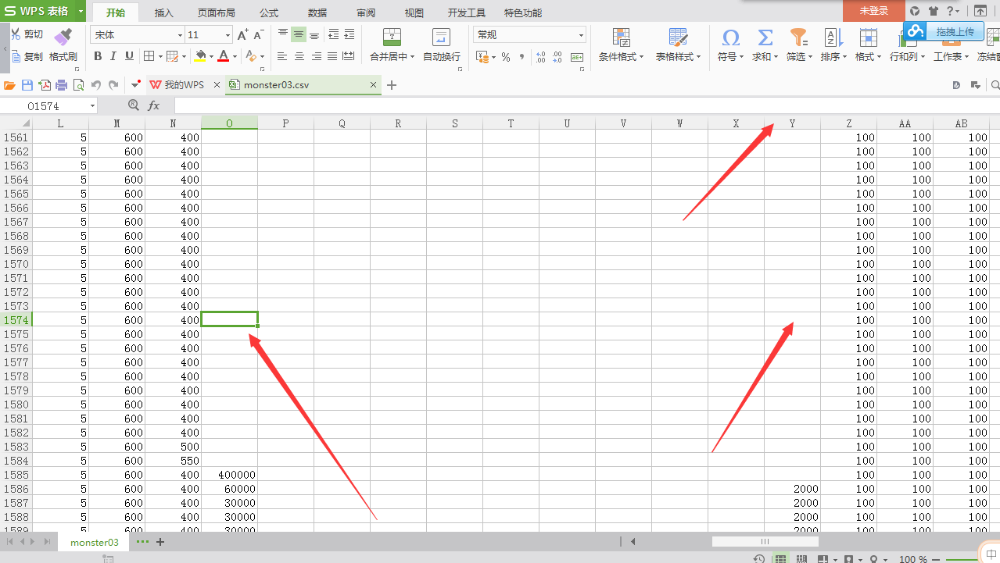 WPS 表格 开始 插入 页面布局 公式 数据 审阅 视图 开发工具 特色功能 未登录
剪切 宋体 11 常规 拖拽上传
复制 格式刷 B I U 合并居中 自动换行 条件格式 表格样式 符号 求和 筛选 排序 格式 行和列 工作表
我的WPS monster03.csv
O1574 fx
L M N O P Q R S T U V W X Y Z AA AB
1561 5 600 400 100 100 100
1562 5 600 400 100 100 100
1563 5 600 400 100 100 100
1564 5 600 400 100 100 100
1565 5 600 400 100 100 100
1566 5 600 400 100 100 100
1567 5 600 400 100 100 100
1568 5 600 400 100 100 100
1569 5 600 400 100 100 100
1570 5 600 400 100 100 100
1571 5 600 400 100 100 100
1572 5 600 400 100 100 100
1573 5 600 400 100 100 100
1574 5 600 400 100 100 100
1575 5 600 400 100 100 100
1576 5 600 400 100 100 100
1577 5 600 400 100 100 100
1578 5 600 400 100 100 100
1579 5 600 400 100 100 100
1580 5 600 400 100 100 100
1581 5 600 400 100 100 100
1582 5 600 400 100 100 100
1583 5 600 500 100 100 100
1584 5 600 550 100 100 100
1585 5 600 400 400000 100 100 100
1586 5 600 400 60000 2000 100 100 100
1587 5 600 400 30000 2000 100 100 100
1588 5 600 400 30000 2000 100 100 100
1589 5 600 400 30000 2000 100 100 100
monster03
100 % 中